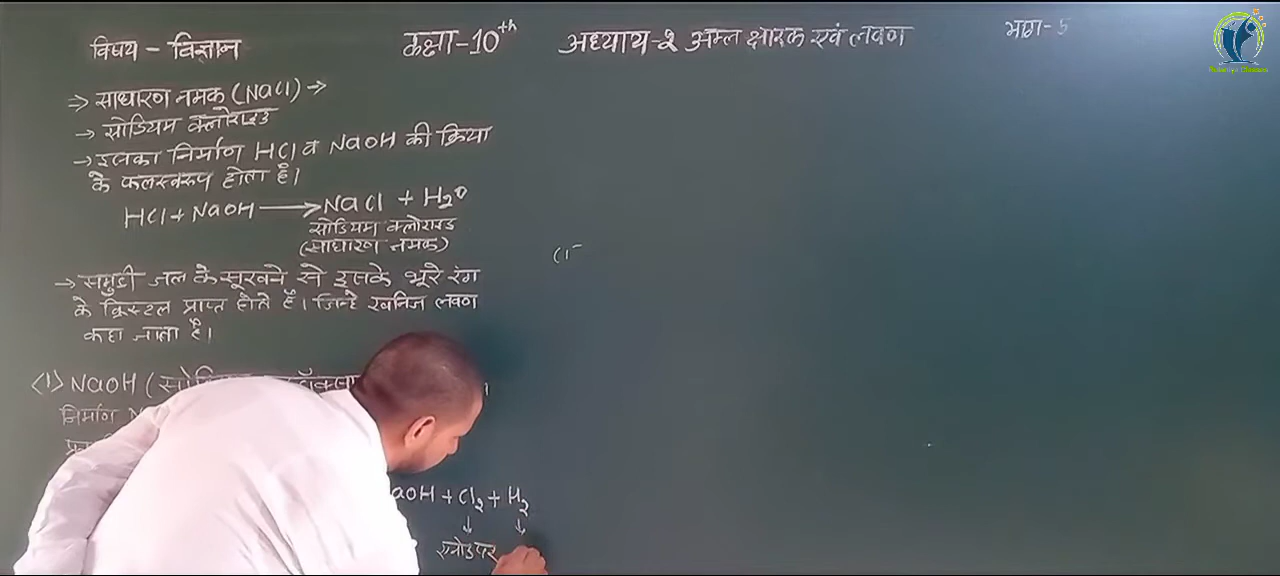 विषय - विज्ञान
कक्षा-10th
अध्याय-2 अम्ल क्षारक एवं लवण
भाग-5
⇒ साधारण नमक (NaCl) →
→ सोडियम क्लोराइड
→ इसका निर्माण HCl व NaOH की क्रिया
के फलस्वरूप होता है।
HCl + NaOH ⟶ NaCl + H2O
सोडियम क्लोराइड
(साधारण नमक)
→ समुद्री जल के सूखने से इसके भूरे रंग
के क्रिस्टल प्राप्त होते है। जिन्हे खनिज लवण
कहा जाता है।
(1) NaOH (
निर्माण
aOH + Cl2 + H2
↓ ↓
एनोड पर